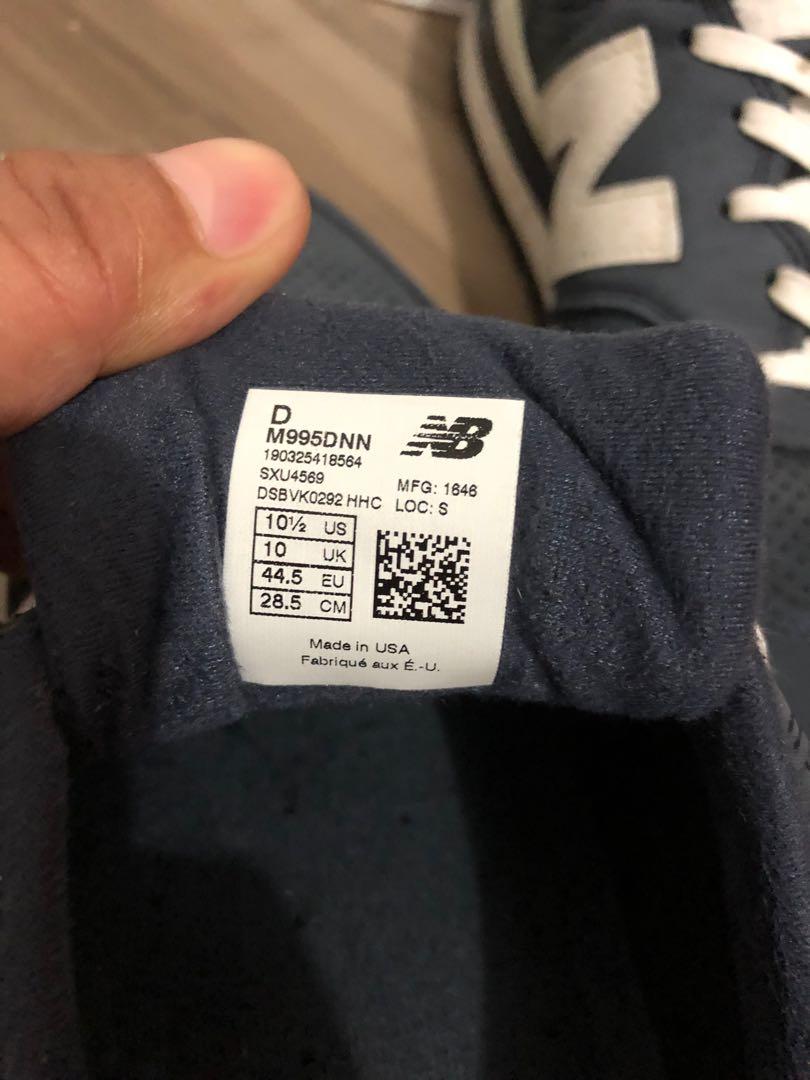 D
M995DNN
190325418564
SXU4569
DSBVK0292 HHC
NB
MFG: 1646
LOC: S
10½ US
10 UK
44.5 EU
28.5 CM
Made in USA
Fabriqué aux É.-U.
N